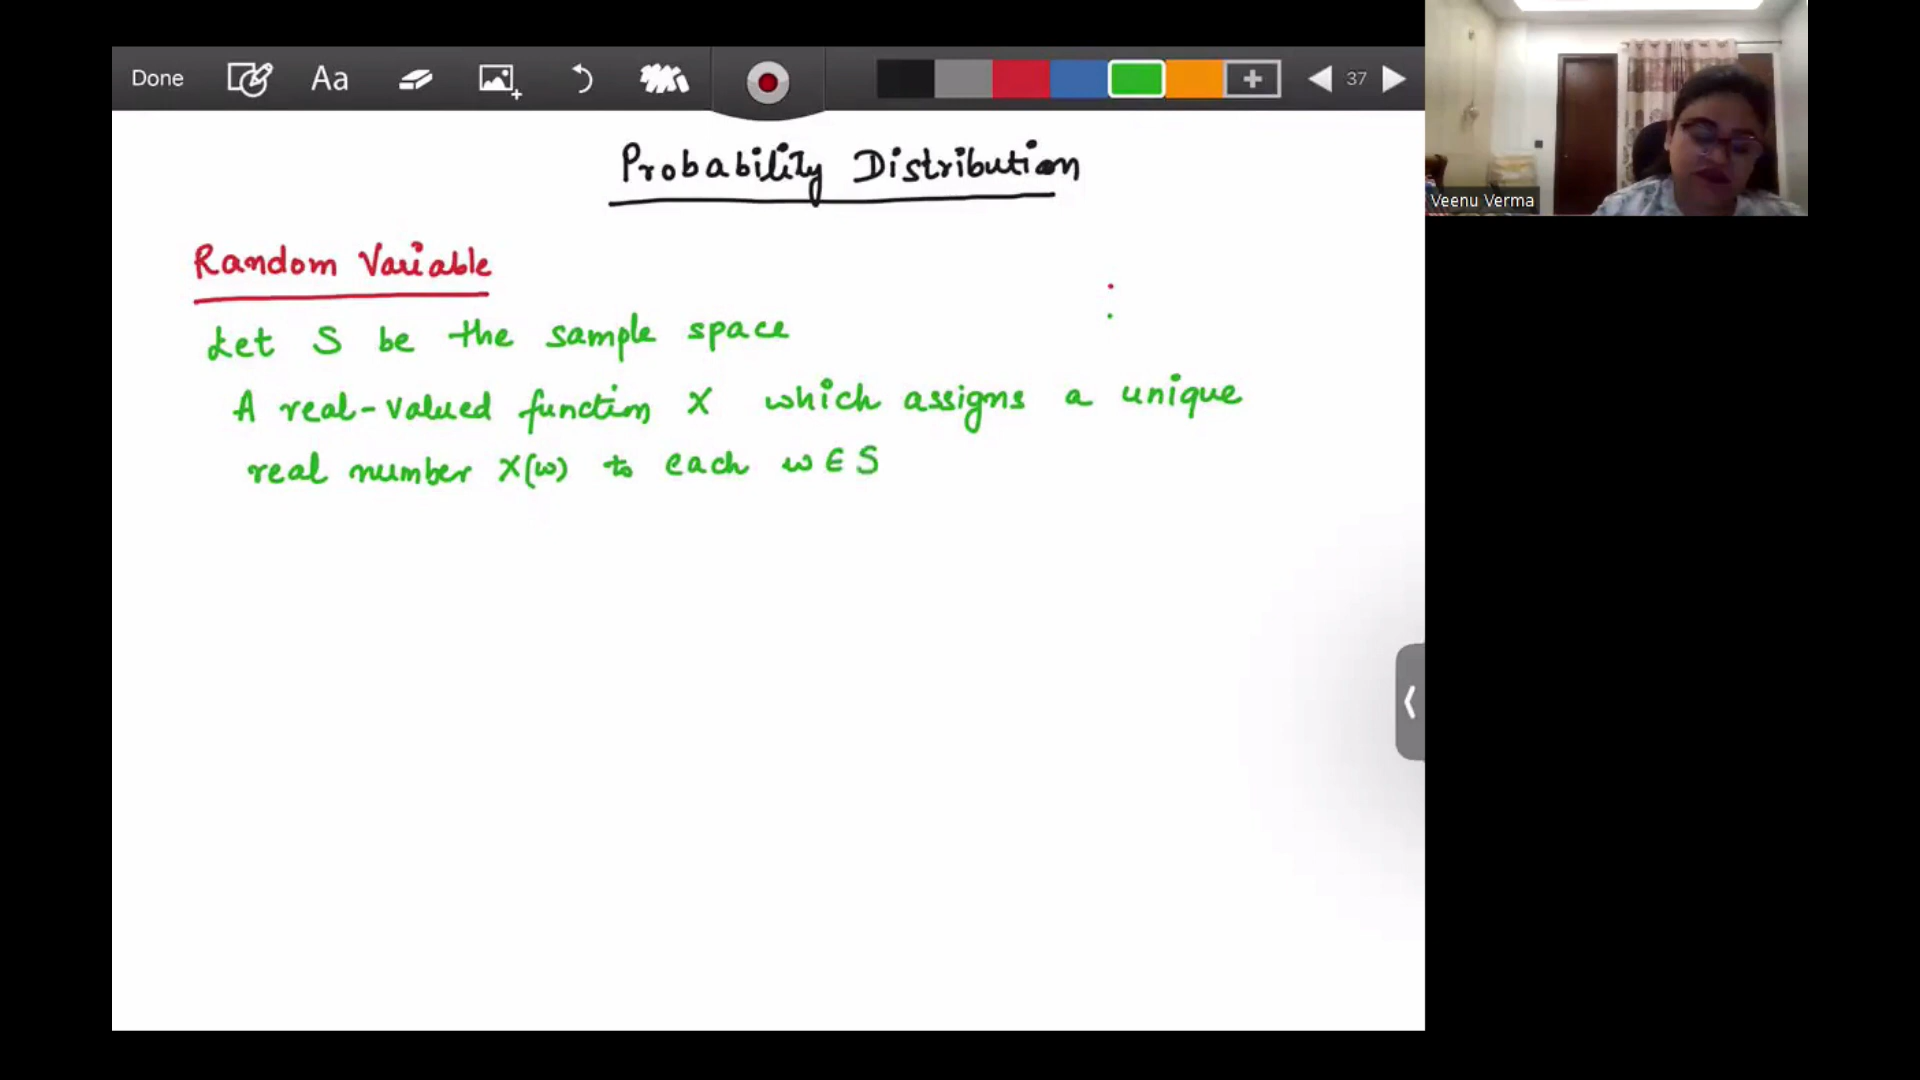 Done Aa 37
Probability Distribution
Random Variable
Let S be the sample space
A real-valued function X which assigns a unique
real number X(w) to each w ∈ S
Veenu Verma